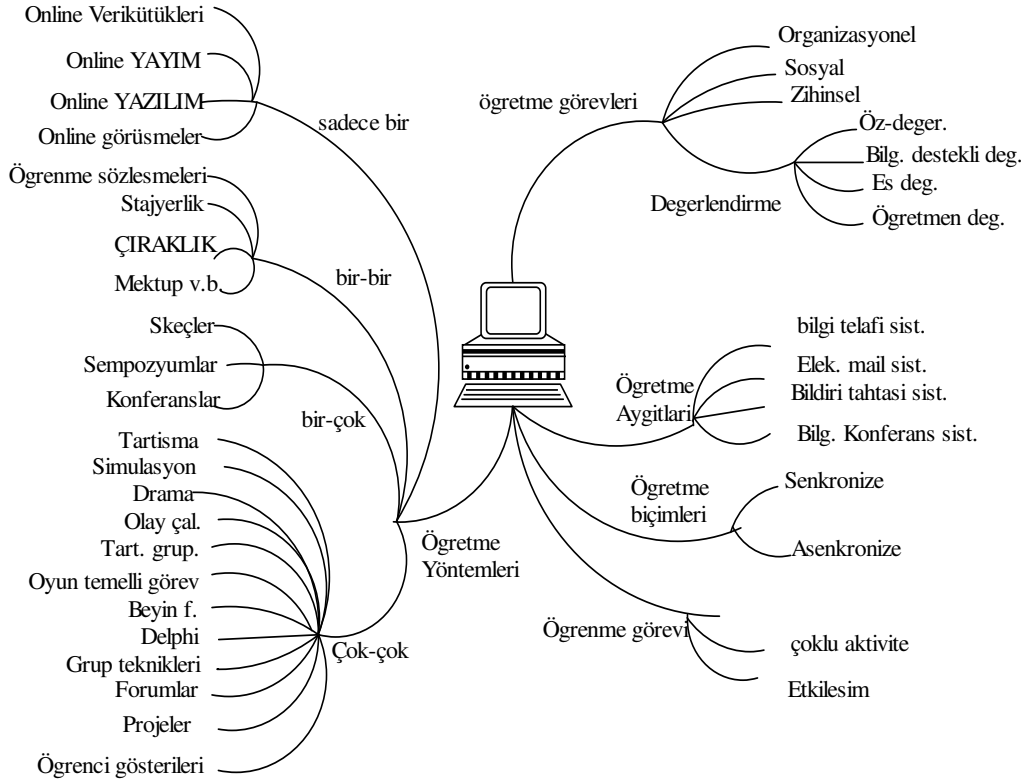 Online Verikütükleri
Online YAYIM
Online YAZILIM
Online görüsmeler
sadece bir
Ögrenme sözlesmeleri
Stajyerlik
ÇIRAKLIK
Mektup v.b.
bir-bir
Skeçler
Sempozyumlar
Konferanslar
bir-çok
Tartisma
Simulasyon
Drama
Olay çal.
Tart. grup.
Oyun temelli görev
Beyin f.
Delphi
Grup teknikleri
Forumlar
Projeler
Ögrenci gösterileri
Çok-çok
Ögretme
Yöntemleri
ögretme görevleri
Organizasyonel
Sosyal
Zihinsel
Degerlendirme
Öz-deger.
Bilg. destekli deg.
Es deg.
Ögretmen deg.
Ögretme
Aygitlari
bilgi telafi sist.
Elek. mail sist.
Bildiri tahtasi sist.
Bilg. Konferans sist.
Ögretme
biçimleri
Senkronize
Asenkronize
Ögrenme görevi
çoklu aktivite
Etkilesim